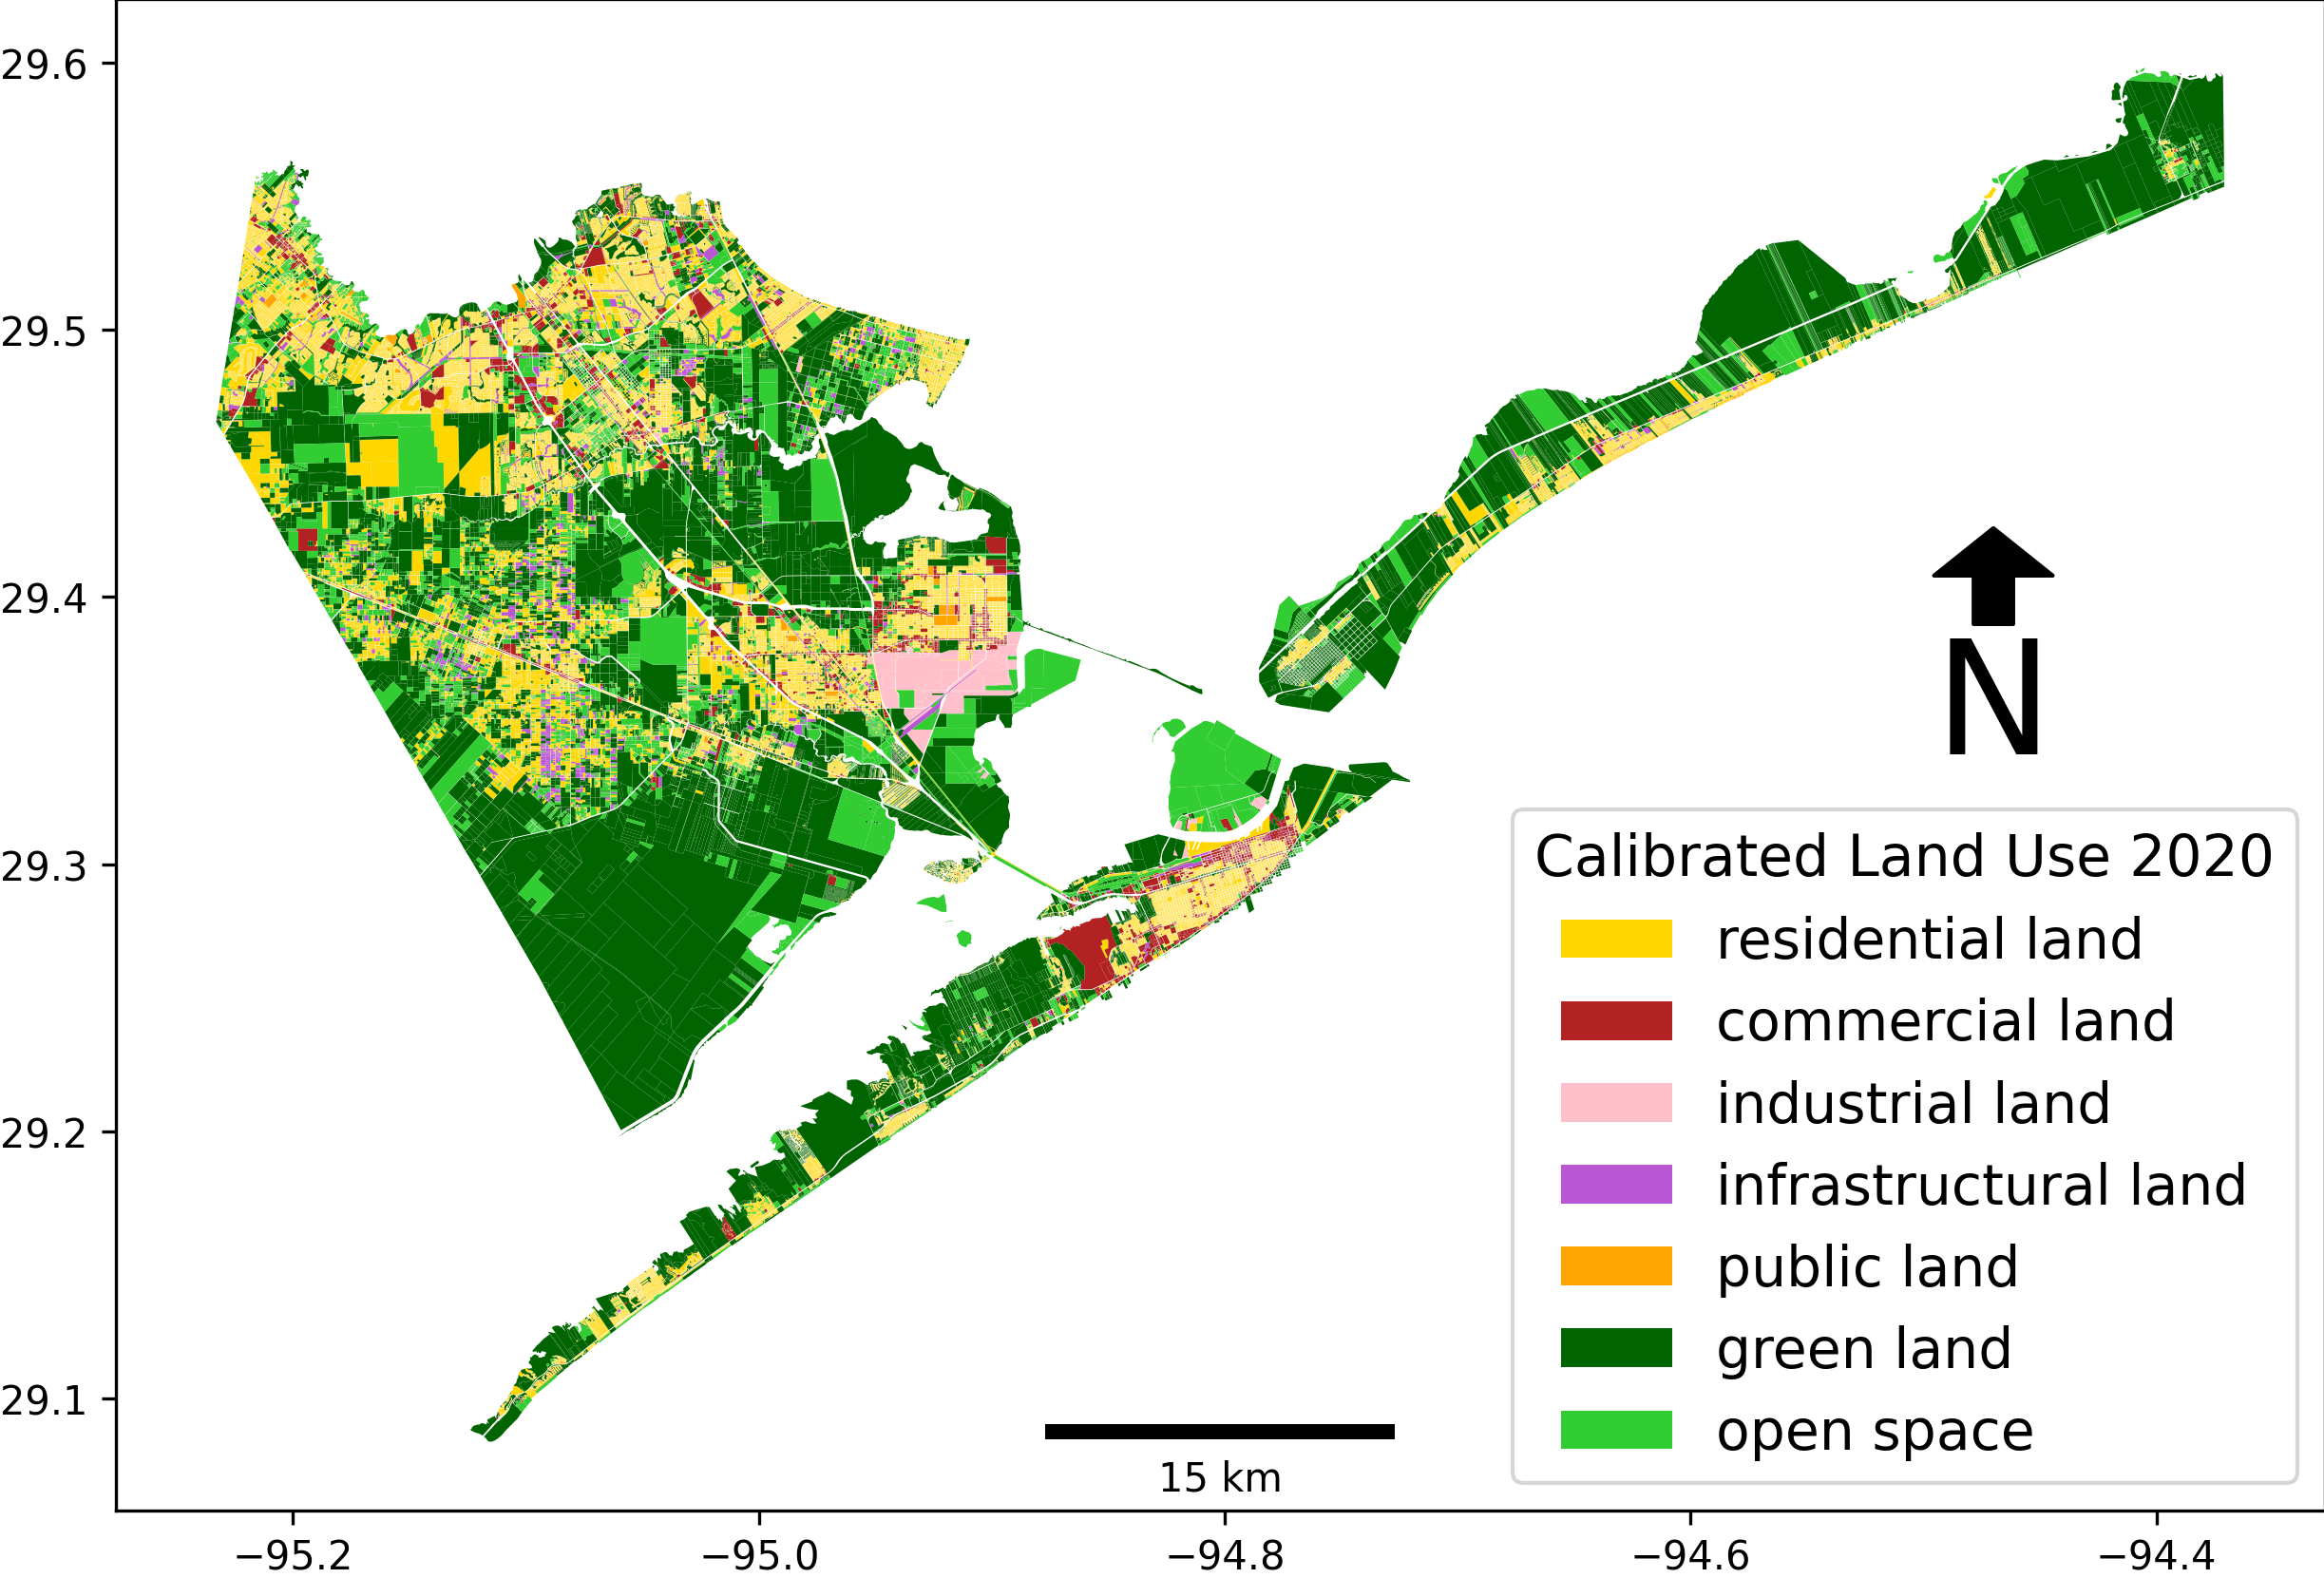 29.6
29.5
29.4
29.3
29.2
29.1
N
Calibrated Land Use 2020
residential land
commercial land
industrial land
infrastructural land
public land
green land
open space
15 km
−95.2
−95.0
−94.8
−94.6
−94.4